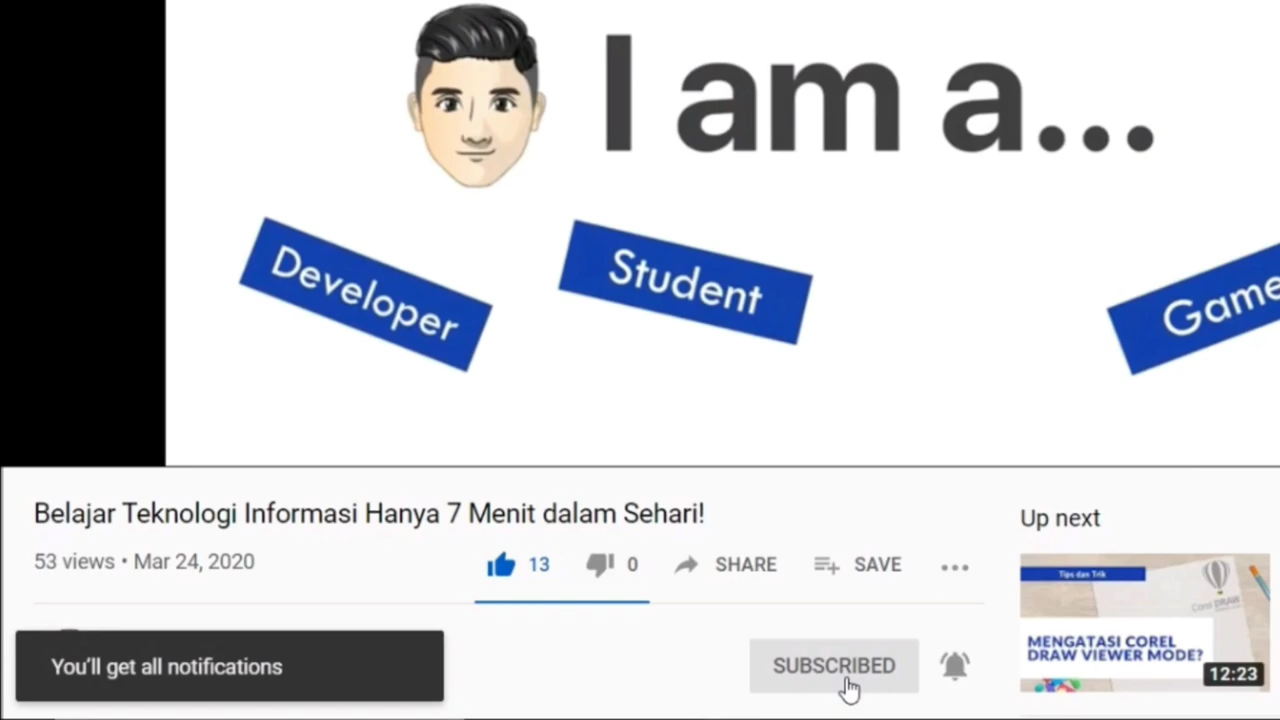 I am a...
Developer
Student
Game
Belajar Teknologi Informasi Hanya 7 Menit dalam Sehari!
53 views • Mar 24, 2020
13
0
SHARE
SAVE
You'll get all notifications
SUBSCRIBED
Up next
Tips dan Trik
Corel DRAW
MENGATASI COREL
DRAW VIEWER MODE?
12:23